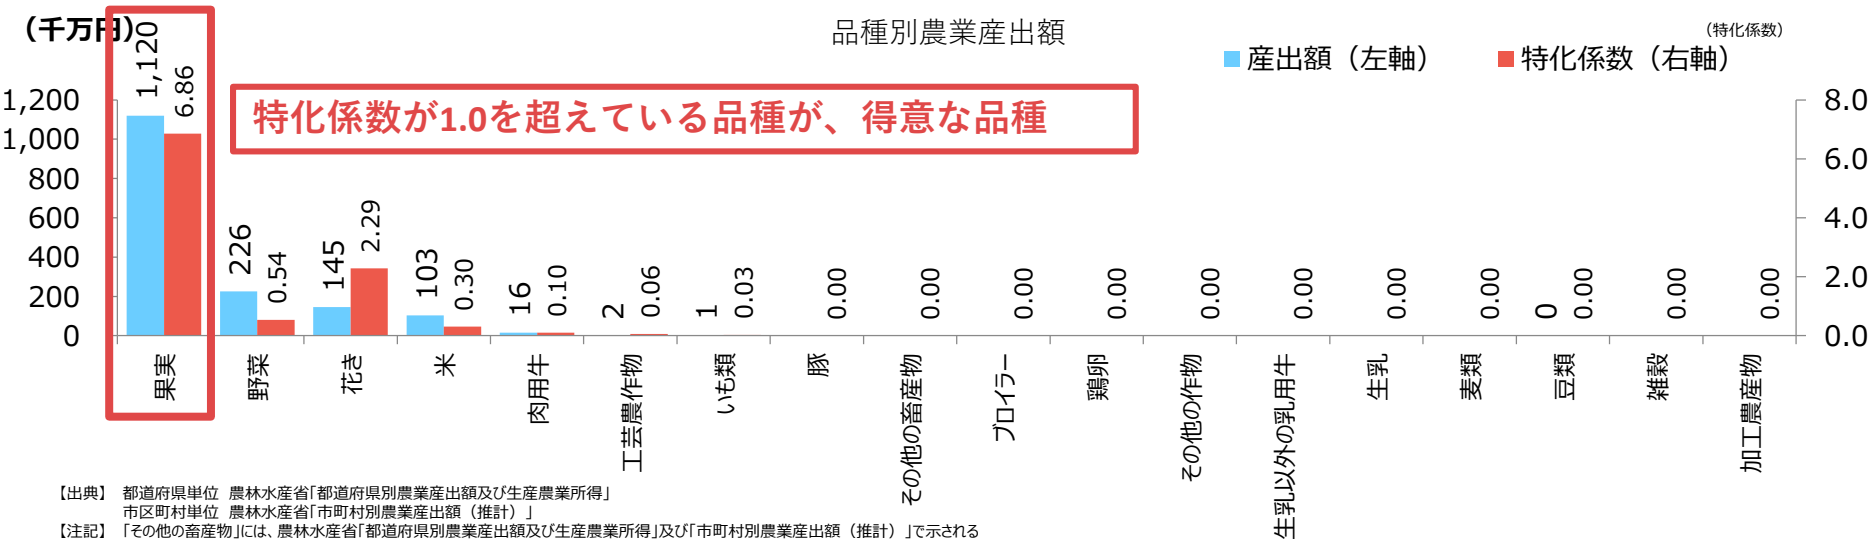 (千万円)
品種別農業産出額
(特化係数)
産出額（左軸）
特化係数（右軸）
特化係数が1.0を超えている品種が、得意な品種
1,200
1,000
800
600
400
200
0
8.0
6.0
4.0
2.0
0.0
1,120
6.86
226
0.54
145
2.29
103
0.30
16
0.10
2
0.06
1
0.03
0.00
0.00
0.00
0.00
0.00
0.00
0.00
0.00
0
0.00
0.00
0.00
果実
野菜
花き
米
肉用牛
工芸農作物
いも類
豚
その他の畜産物
ブロイラー
鶏卵
その他の作物
生乳以外の乳用牛
生乳
麦類
豆類
雑穀
加工農産物
【出典】 都道府県単位 農林水産省「都道府県別農業産出額及び生産農業所得」
市区町村単位 農林水産省「市町村別農業産出額（推計）」
【注記】 「その他の畜産物」には、農林水産省「都道府県別農業産出額及び生産農業所得」及び「市町村別農業産出額（推計）」で示される